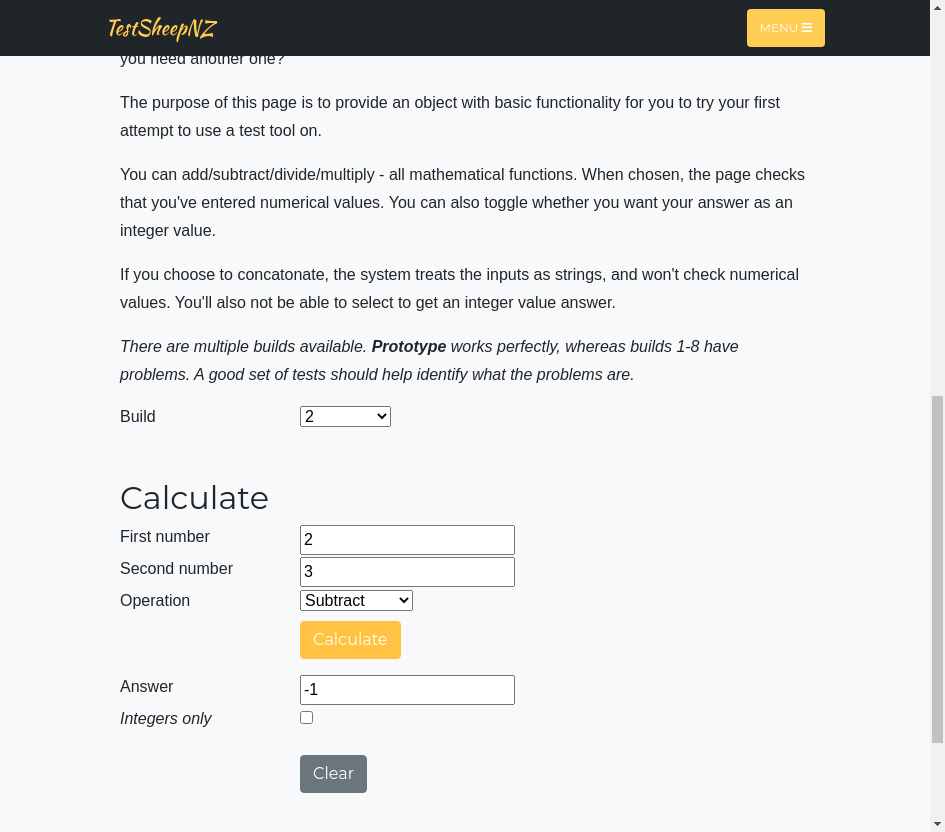 TestSheepNZ
MENU
you need another one?
The purpose of this page is to provide an object with basic functionality for you to try your first
attempt to use a test tool on.
You can add/subtract/divide/multiply - all mathematical functions. When chosen, the page checks
that you've entered numerical values. You can also toggle whether you want your answer as an
integer value.
If you choose to concatonate, the system treats the inputs as strings, and won't check numerical
values. You'll also not be able to select to get an integer value answer.
There are multiple builds available. Prototype works perfectly, whereas builds 1-8 have
problems. A good set of tests should help identify what the problems are.
Build 2
Calculate
First number 2
Second number 3
Operation Subtract
Calculate
Answer -1
Integers only
Clear